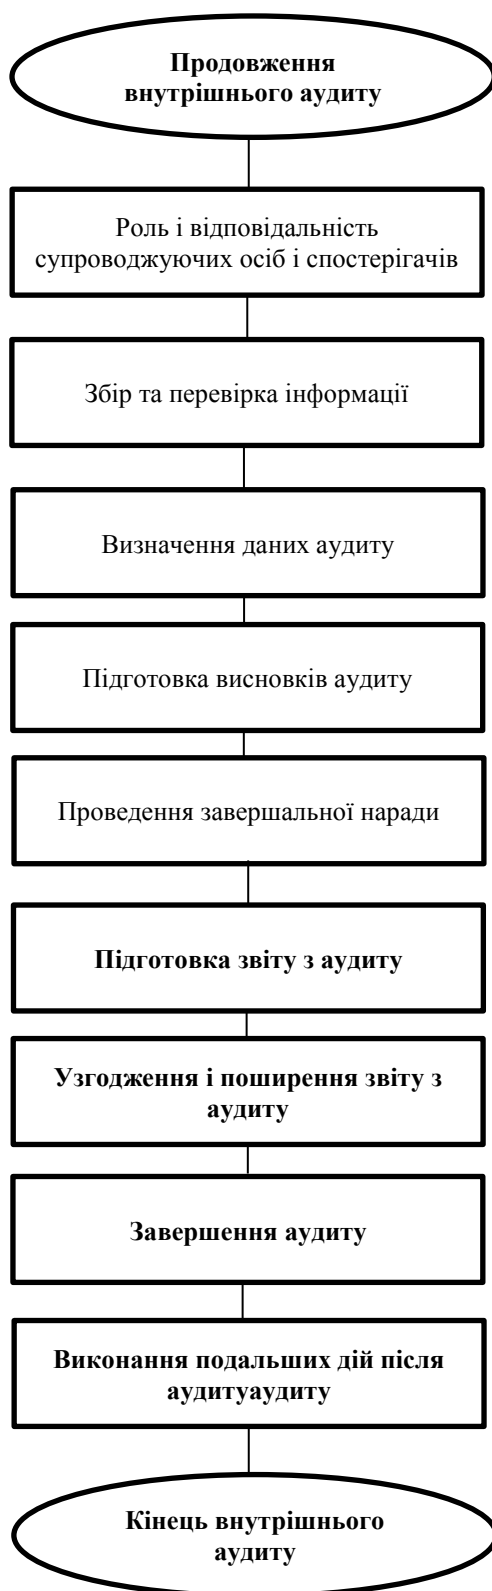 Продовження
внутрішнього аудиту
Роль і відповідальність
супроводжуючих осіб і спостерігачів
Збір та перевірка інформації
Визначення даних аудиту
Підготовка висновків аудиту
Проведення завершальної наради
Підготовка звіту з аудиту
Узгодження і поширення звіту з
аудиту
Завершення аудиту
Виконання подальших дій після
аудитуаудиту
Кінець внутрішнього
аудиту